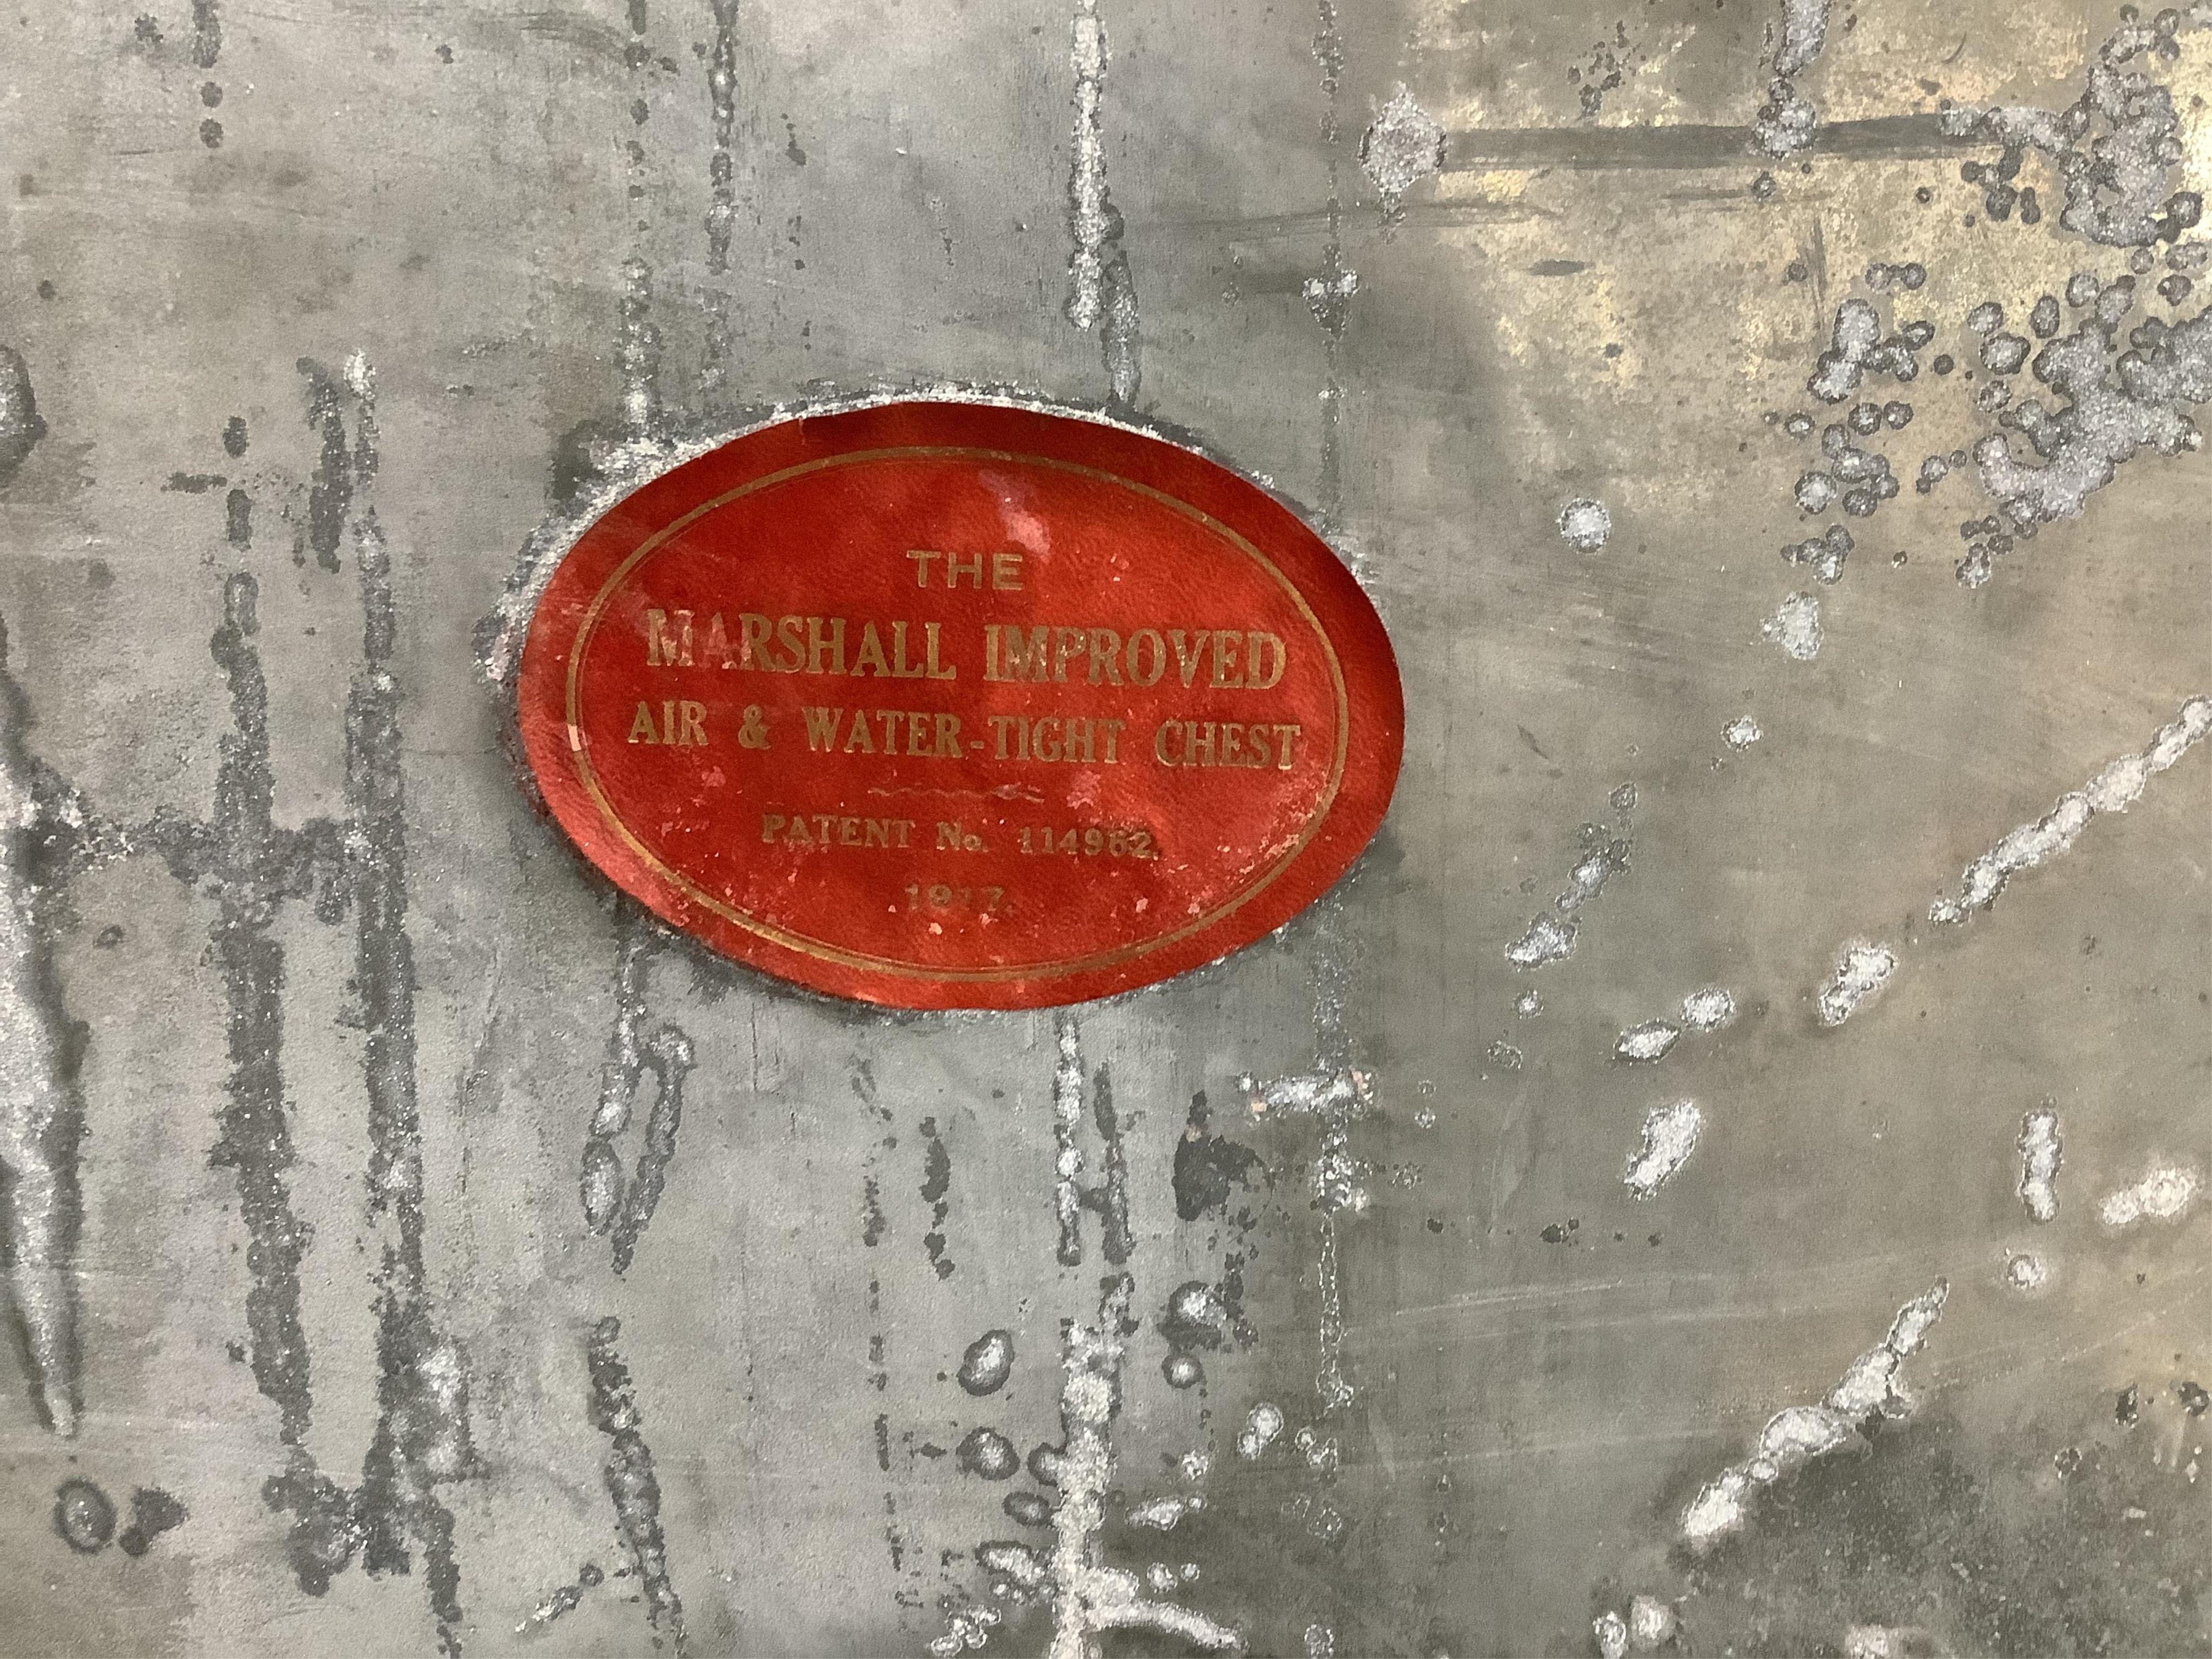 THE
MARSHALL IMPROVED
AIR & WATER-TIGHT CHEST
PATENT No. 114962.
1917.